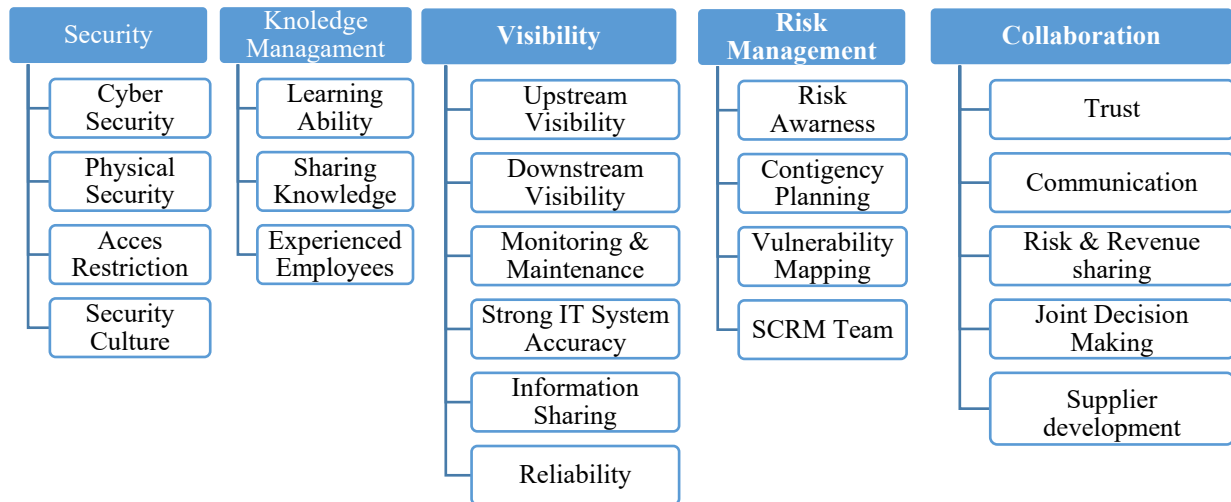 Security
Cyber
Security
Physical
Security
Acces
Restriction
Security
Culture
Knoledge
Managament
Learning
Ability
Sharing
Knowledge
Experienced
Employees
Visibility
Upstream
Visibility
Downstream
Visibility
Monitoring &
Maintenance
Strong IT System
Accuracy
Information
Sharing
Reliability
Risk
Management
Risk
Awarness
Contigency
Planning
Vulnerability
Mapping
SCRM Team
Collaboration
Trust
Communication
Risk & Revenue
sharing
Joint Decision
Making
Supplier
development